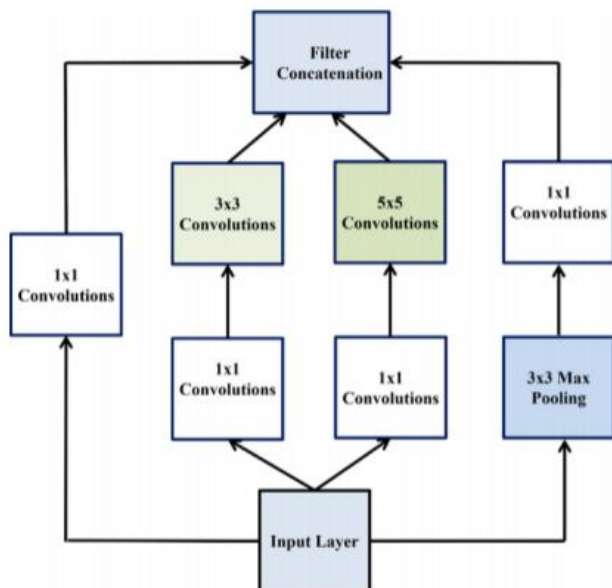 Filter
Concatenation
3x3
Convolutions
5x5
Convolutions
1x1
Convolutions
1x1
Convolutions
1x1
Convolutions
1x1
Convolutions
3x3 Max
Pooling
Input Layer